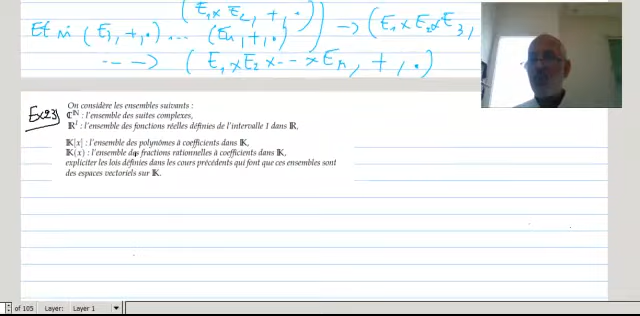 (E₁ × E₂, +, .
Et si (E₃, +, .) ... (Eₙ, +, .) ) → (E₁ × E₂ × E₃,
--→ (E₁ × E₂ × -- × Eₙ, +, .)
Ex23)
On considère les ensembles suivants :
ℂ^ℕ : l'ensemble des suites complexes,
ℝ^I : l'ensemble des fonctions réelles définies de l'intervalle I dans ℝ,
𝕂[x] : l'ensemble des polynômes à coefficients dans 𝕂,
𝕂(x) : l'ensemble des fractions rationnelles à coefficients dans 𝕂,
expliciter les lois définies dans les cours précédents qui font que ces ensembles sont
des espaces vectoriels sur 𝕂.
of 105 Layer: Layer 1